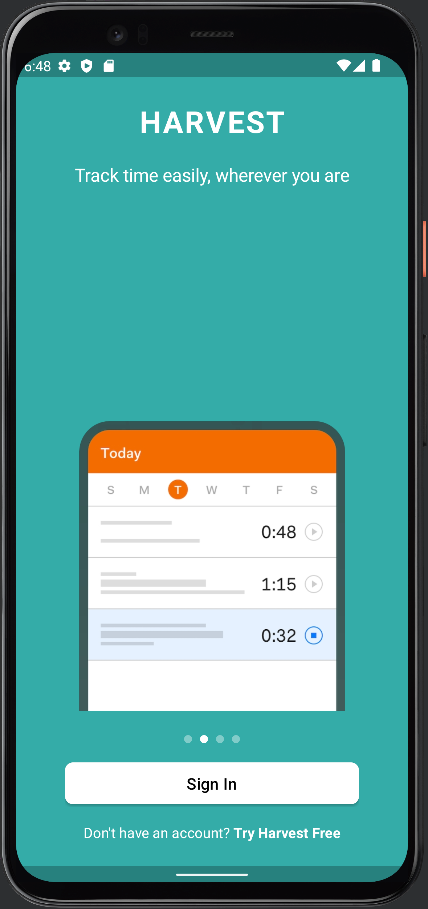 6:48
HARVEST
Track time easily, wherever you are
Today
S M T W T F S
0:48
1:15
0:32
Sign In
Don't have an account? Try Harvest Free